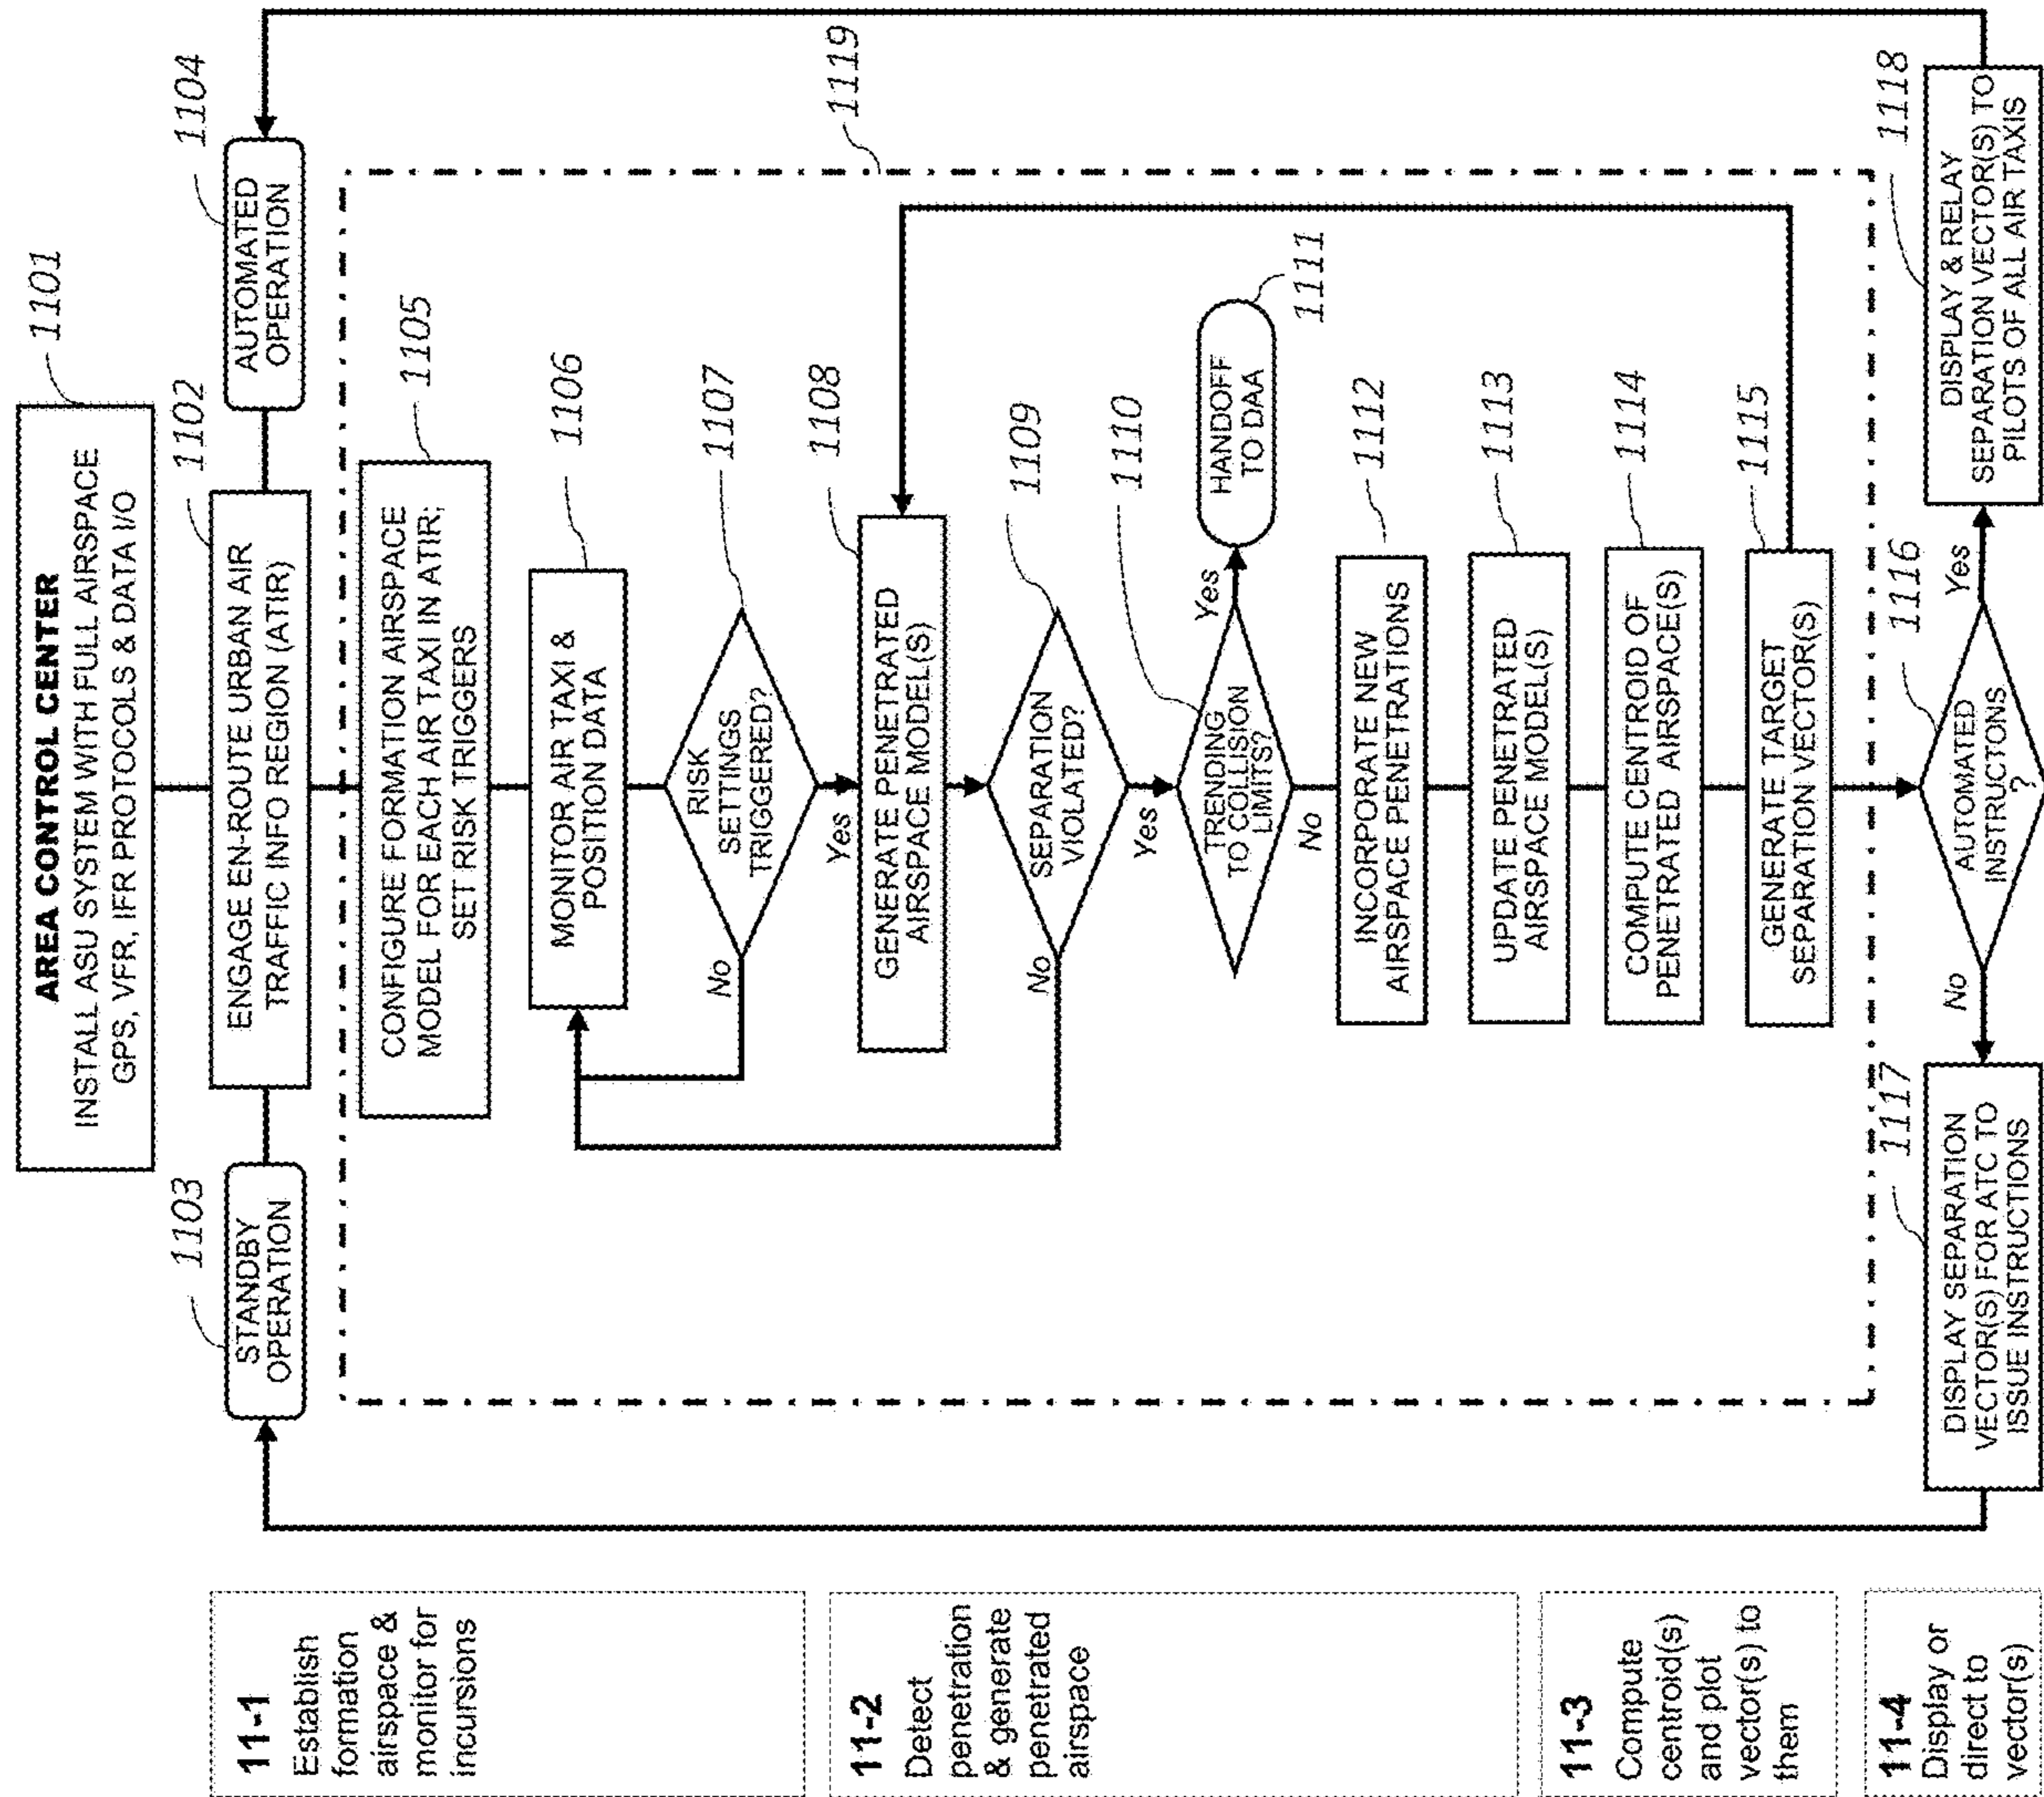 AREA CONTROL CENTER
INSTALL ASU SYSTEM WITH FULL AIRSPACE
GPS, VFR, IFR PROTOCOLS & DATA I/O
1101
ENGAGE EN-ROUTE URBAN AIR
TRAFFIC INFO REGION (ATIR)
1102
STANDBY
OPERATION
1103
AUTOMATED
OPERATION
1104
CONFIGURE FORMATION AIRSPACE
MODEL FOR EACH AIR TAXI IN ATIR;
SET RISK TRIGGERS
1105
1119
MONITOR AIR TAXI &
POSITION DATA
1106
RISK
SETTINGS
TRIGGERED?
1107
No
Yes
GENERATE PENETRATED
AIRSPACE MODEL(S)
1108
SEPARATION
VIOLATED?
1109
No
Yes
TRENDING
TO COLLISION
LIMITS?
1110
Yes
No
HANDOFF
TO DAA
1111
INCORPORATE NEW
AIRSPACE PENETRATIONS
1112
UPDATE PENETRATED
AIRSPACE MODEL(S)
1113
COMPUTE CENTROID OF
PENETRATED AIRSPACE(S)
1114
GENERATE TARGET
SEPARATION VECTOR(S)
1115
AUTOMATED
INSTRUCTONS
?
1116
No
Yes
DISPLAY SEPARATION
VECTOR(S) FOR ATC TO
ISSUE INSTRUCTIONS
1117
DISPLAY & RELAY
SEPARATION VECTOR(S) TO
PILOTS OF ALL AIR TAXIS
1118
11-1
Establish
formation
airspace &
monitor for
incursions
11-2
Detect
penetration
& generate
penetrated
airspace
11-3
Compute
centroid(s)
and plot
vector(s) to
them
11-4
Display or
direct to
vector(s)